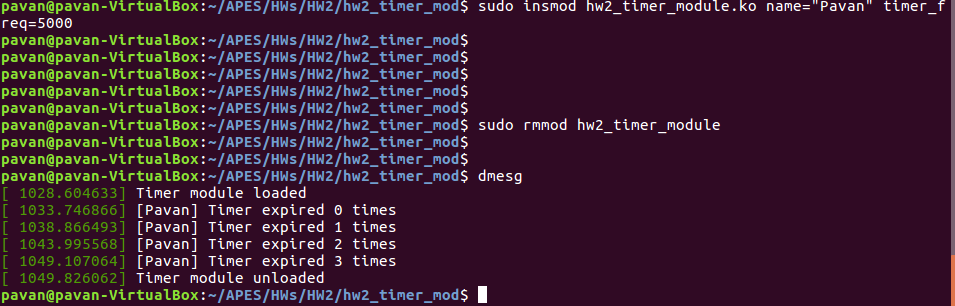 pavan@pavan-VirtualBox:~/APES/HWs/HW2/hw2_timer_mod$ sudo insmod hw2_timer_module.ko name="Pavan" timer_f
req=5000
pavan@pavan-VirtualBox:~/APES/HWs/HW2/hw2_timer_mod$
pavan@pavan-VirtualBox:~/APES/HWs/HW2/hw2_timer_mod$
pavan@pavan-VirtualBox:~/APES/HWs/HW2/hw2_timer_mod$
pavan@pavan-VirtualBox:~/APES/HWs/HW2/hw2_timer_mod$
pavan@pavan-VirtualBox:~/APES/HWs/HW2/hw2_timer_mod$
pavan@pavan-VirtualBox:~/APES/HWs/HW2/hw2_timer_mod$ sudo rmmod hw2_timer_module
pavan@pavan-VirtualBox:~/APES/HWs/HW2/hw2_timer_mod$
pavan@pavan-VirtualBox:~/APES/HWs/HW2/hw2_timer_mod$
pavan@pavan-VirtualBox:~/APES/HWs/HW2/hw2_timer_mod$ dmesg
[ 1028.604633] Timer module loaded
[ 1033.746866] [Pavan] Timer expired 0 times
[ 1038.866493] [Pavan] Timer expired 1 times
[ 1043.995568] [Pavan] Timer expired 2 times
[ 1049.107064] [Pavan] Timer expired 3 times
[ 1049.826062] Timer module unloaded
pavan@pavan-VirtualBox:~/APES/HWs/HW2/hw2_timer_mod$